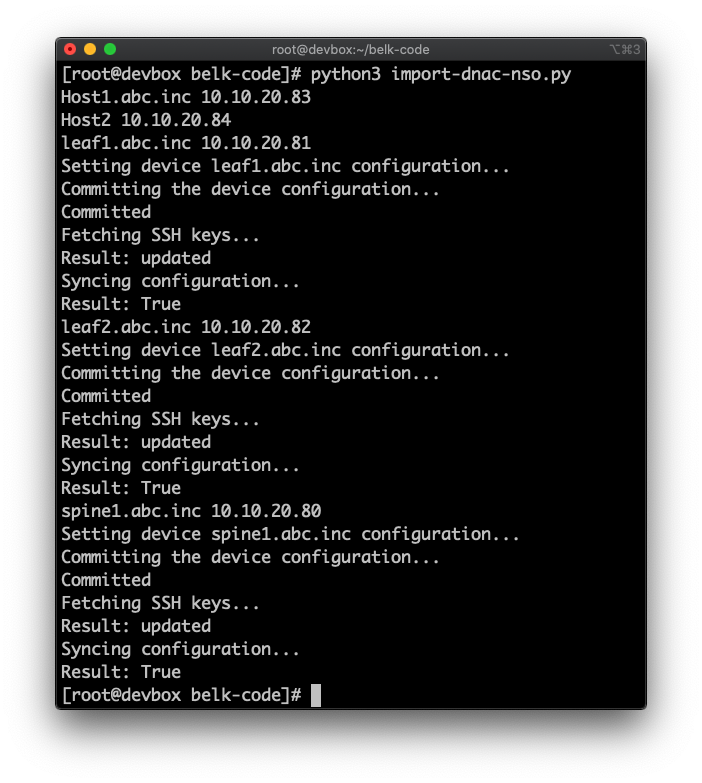 root@devbox:~/belk-code
⌥⌘3
[root@devbox belk-code]# python3 import-dnac-nso.py
Host1.abc.inc 10.10.20.83
Host2 10.10.20.84
leaf1.abc.inc 10.10.20.81
Setting device leaf1.abc.inc configuration...
Committing the device configuration...
Committed
Fetching SSH keys...
Result: updated
Syncing configuration...
Result: True
leaf2.abc.inc 10.10.20.82
Setting device leaf2.abc.inc configuration...
Committing the device configuration...
Committed
Fetching SSH keys...
Result: updated
Syncing configuration...
Result: True
spine1.abc.inc 10.10.20.80
Setting device spine1.abc.inc configuration...
Committing the device configuration...
Committed
Fetching SSH keys...
Result: updated
Syncing configuration...
Result: True
[root@devbox belk-code]#